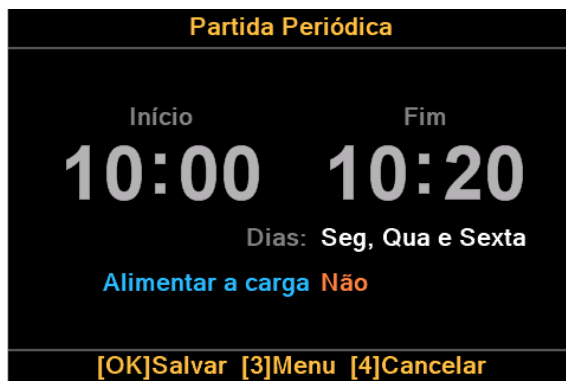 Partida Periódica
Início Fim
10:00 10:20
Dias: Seg, Qua e Sexta
Alimentar a carga Não
[OK]Salvar [3]Menu [4]Cancelar